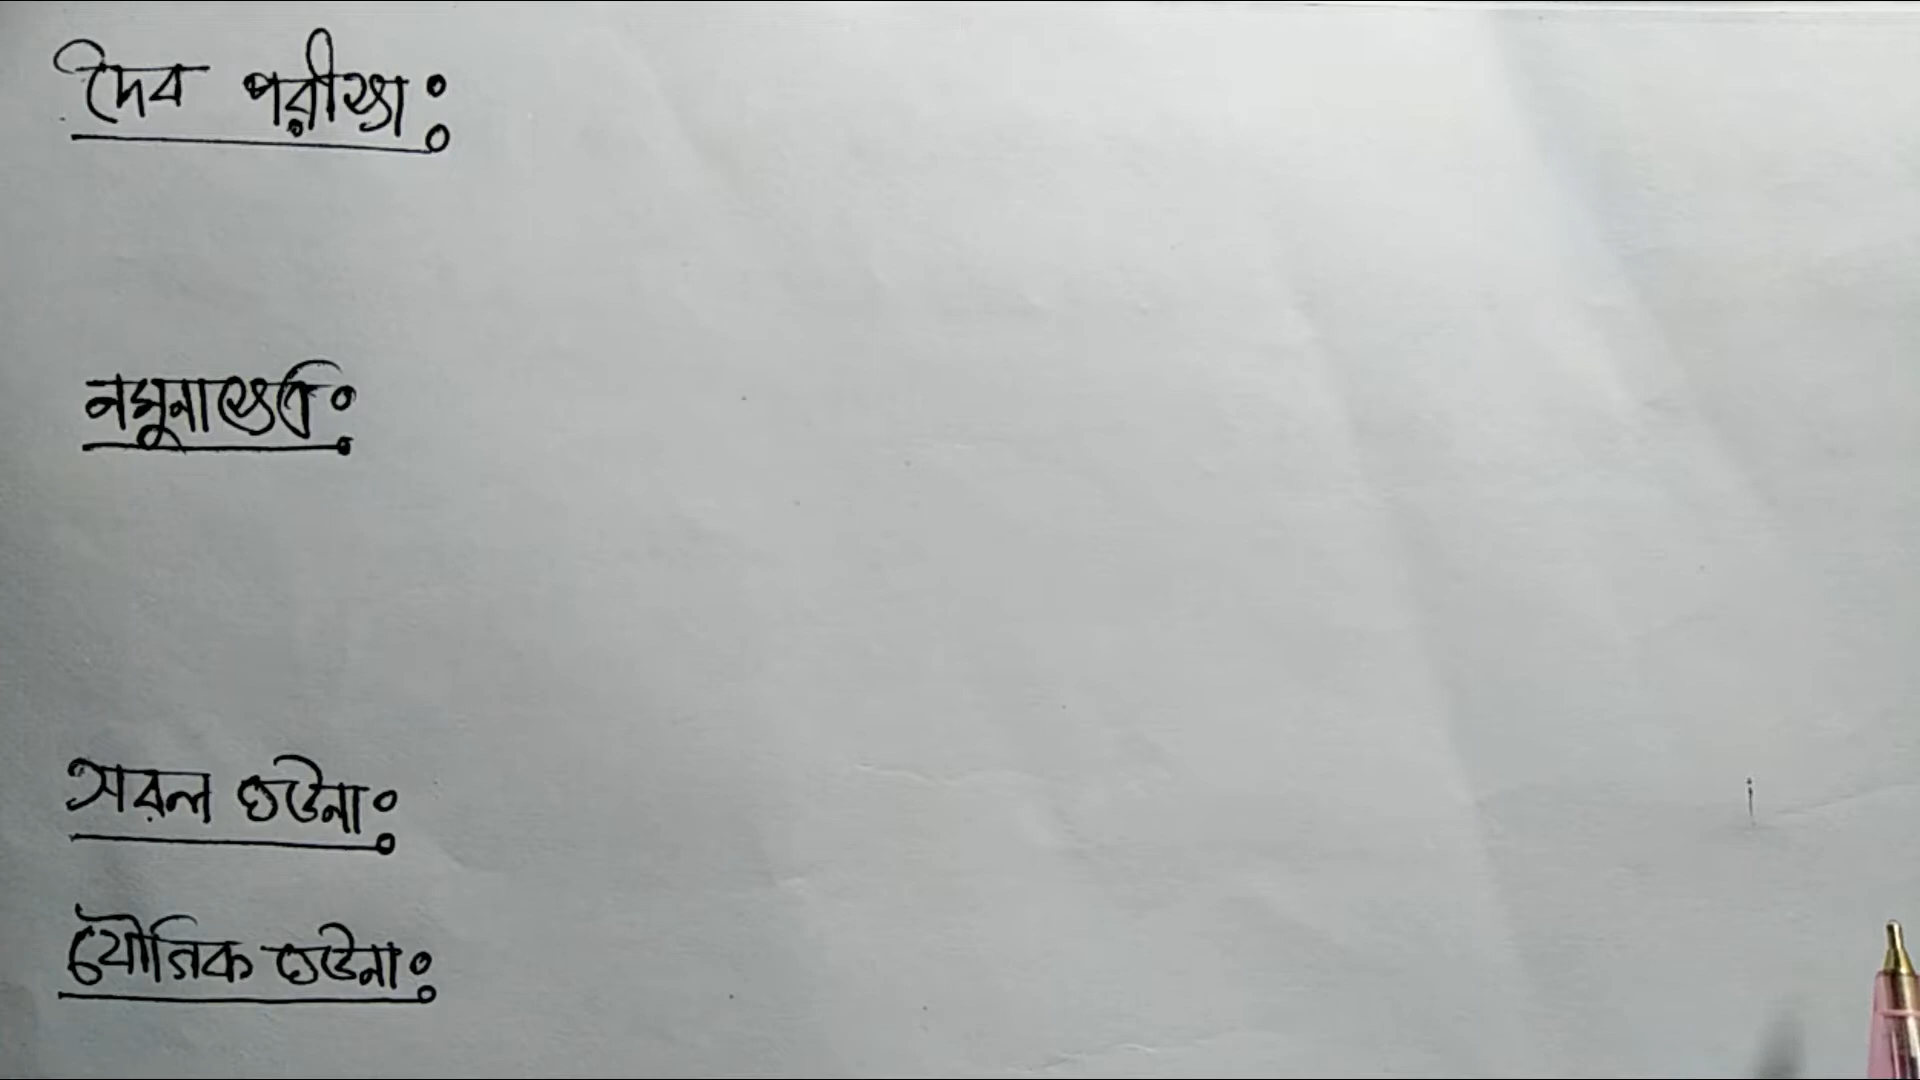 দৈব পরীক্ষা:
নমুনাক্ষেত্র:
সরল ঘটনা:
যৌগিক ঘটনা: